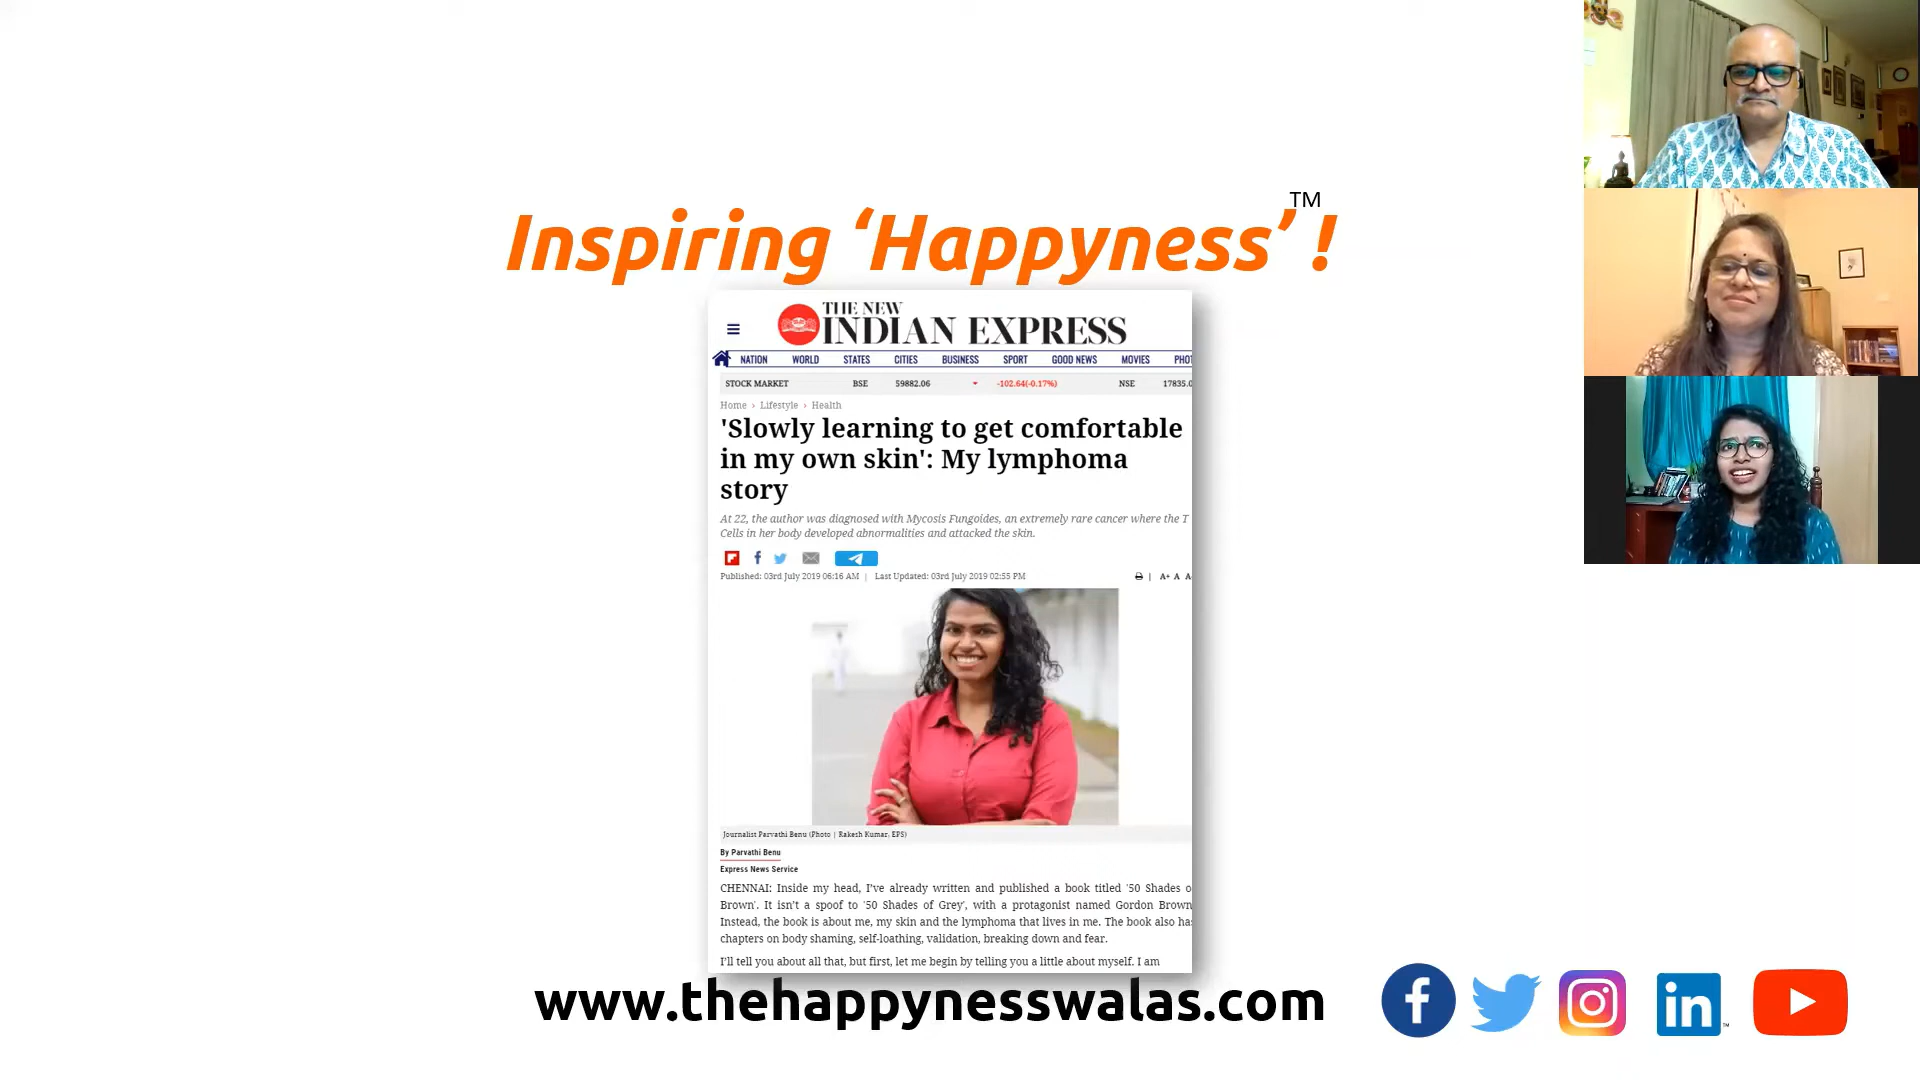 Inspiring ‘Happyness’™!
THE NEW
INDIAN EXPRESS
NATION WORLD STATES CITIES BUSINESS SPORT GOOD NEWS MOVIES
STOCK MARKET BSE 59882.06 -102.64(-0.17%) NSE 17835.0
Home › Lifestyle › Health
'Slowly learning to get comfortable
in my own skin': My lymphoma
story
At 22, the author was diagnosed with Mycosis Fungoides, an extremely rare cancer where the T
Cells in her body developed abnormalities and attacked the skin.
Published: 03rd July 2019 06:16 AM | Last Updated: 03rd July 2019 02:55 PM | A+ A A
Journalist Parvathi Benu (Photo | Rakesh Kumar, EPS)
By Parvathi Benu
Express News Service
CHENNAI: Inside my head, I've already written and published a book titled '50 Shades o
Brown'. It isn't a spoof to '50 Shades of Grey', with a protagonist named Gordon Brown
Instead, the book is about me, my skin and the lymphoma that lives in me. The book also ha
chapters on body shaming, self-loathing, validation, breaking down and fear.
I'll tell you about all that, but first, let me begin by telling you a little about myself. I am
www.thehappynesswalas.com